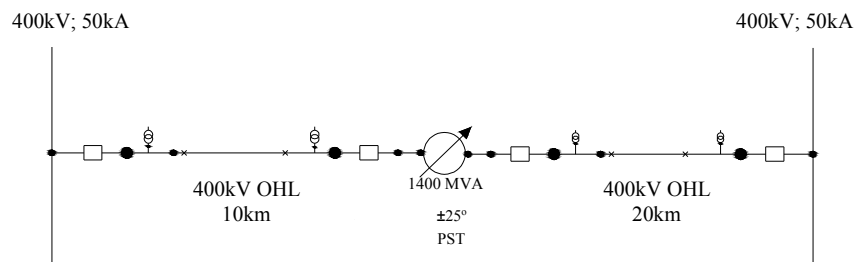 400kV; 50kA
400kV; 50kA
1400 MVA
400kV OHL
10km
400kV OHL
20km
±25º
PST